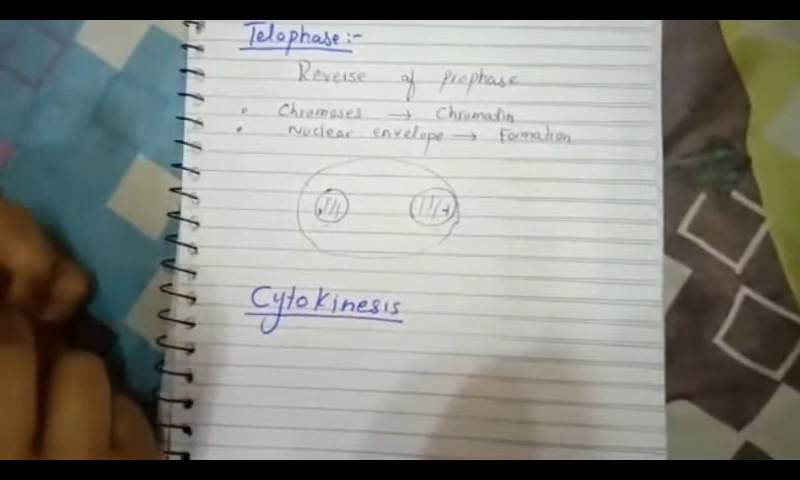 Telophase:-
Reverse of prophase
• Chromoses → Chromatin
• Nuclear envelope → Formation
Cytokinesis